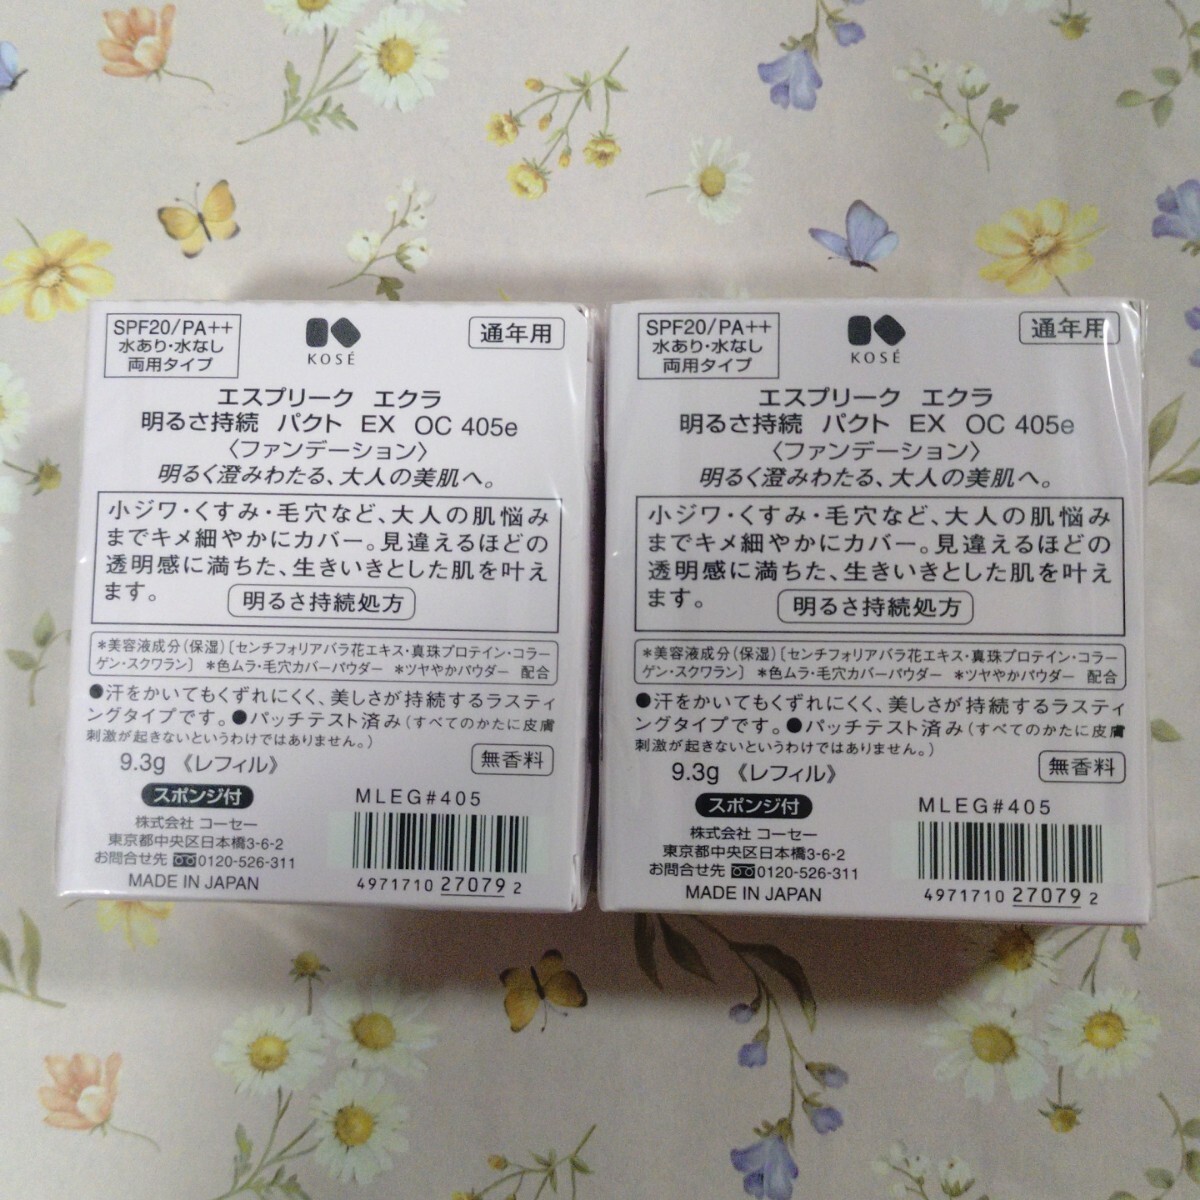 SPF20/PA++
水あり・水なし
両用タイプ
KOSÉ
通年用
エスプリーク エクラ
明るさ持続 パクト EX OC 405e
〈ファンデーション〉
明るく澄みわたる、大人の美肌へ。
小ジワ・くすみ・毛穴など、大人の肌悩み
までキメ細やかにカバー。見違えるほどの
透明感に満ちた、生きいきとした肌を叶え
ます。
明るさ持続処方
*美容液成分(保湿)〔センチフォリアバラ花エキス・真珠プロテイン・コラー
ゲン・スクワラン〕 *色ムラ・毛穴カバーパウダー *ツヤやかパウダー 配合
●汗をかいてもくずれにくく、美しさが持続するラスティ
ングタイプです。●パッチテスト済み(すべてのかたに皮膚
刺激が起きないというわけではありません。)
9.3g 《レフィル》
無香料
スポンジ付
MLEG#405
株式会社 コーセー
東京都中央区日本橋3-6-2
お問合せ先 0120-526-311
MADE IN JAPAN
4971710 27079 2
SPF20/PA++
水あり・水なし
両用タイプ
KOSÉ
通年用
エスプリーク エクラ
明るさ持続 パクト EX OC 405e
〈ファンデーション〉
明るく澄みわたる、大人の美肌へ。
小ジワ・くすみ・毛穴など、大人の肌悩み
までキメ細やかにカバー。見違えるほどの
透明感に満ちた、生きいきとした肌を叶え
ます。
明るさ持続処方
*美容液成分(保湿)〔センチフォリアバラ花エキス・真珠プロテイン・コラー
ゲン・スクワラン〕 *色ムラ・毛穴カバーパウダー *ツヤやかパウダー 配合
●汗をかいてもくずれにくく、美しさが持続するラスティ
ングタイプです。●パッチテスト済み(すべてのかたに皮膚
刺激が起きないというわけではありません。)
9.3g 《レフィル》
無香料
スポンジ付
MLEG#405
株式会社 コーセー
東京都中央区日本橋3-6-2
お問合せ先 0120-526-311
MADE IN JAPAN
4971710 27079 2